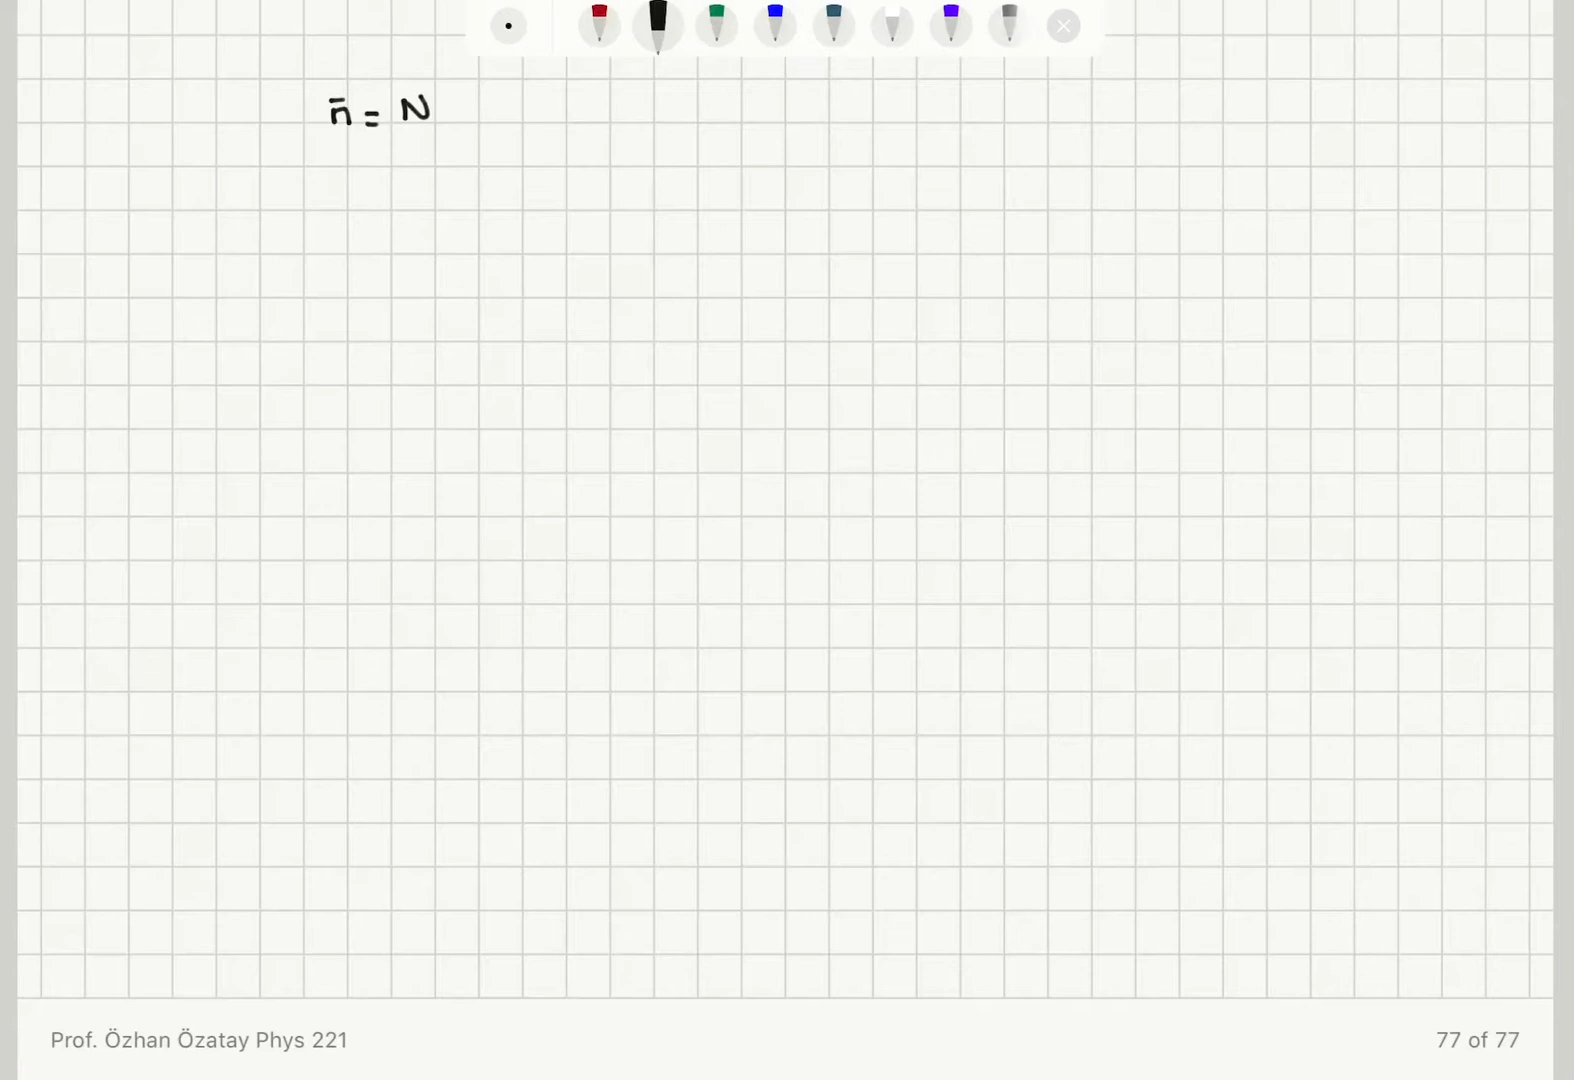 n̄ = N
Prof. Özhan Özatay Phys 221
77 of 77